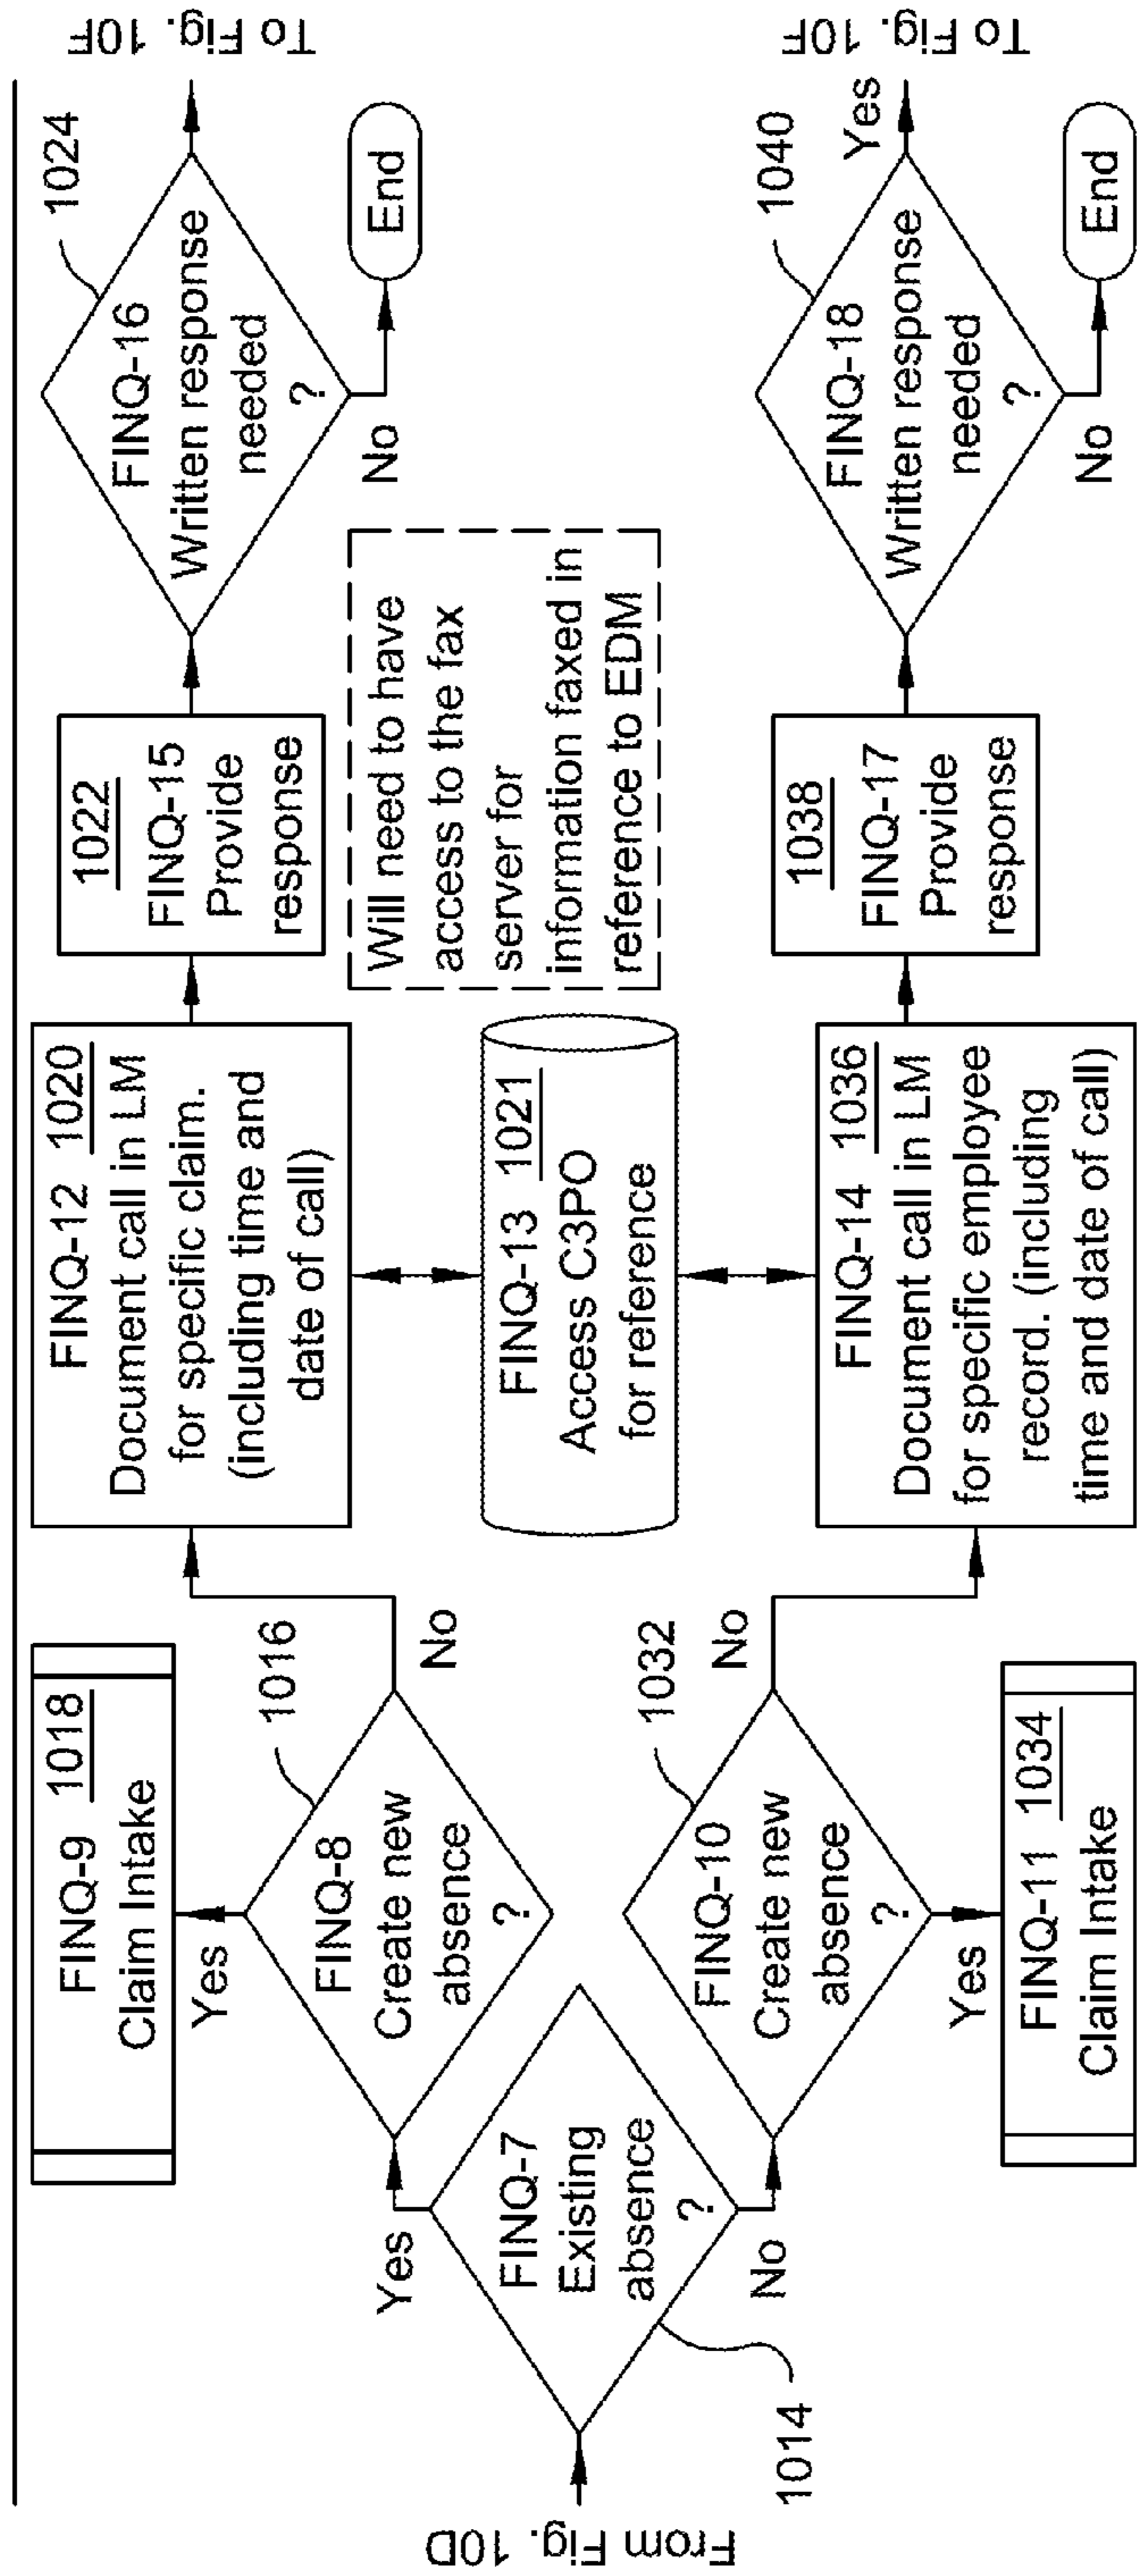 From Fig. 10D
FINQ-7
Existing
absence
?
1014
Yes
No
FINQ-8
Create new
absence
?
1016
Yes
No
FINQ-9 1018
Claim Intake
FINQ-10
Create new
absence
?
1032
Yes
No
FINQ-11 1034
Claim Intake
FINQ-12 1020
Document call in LM
for specific claim.
(including time and
date of call)
FINQ-13 1021
Access C3PO
for reference
FINQ-14 1036
Document call in LM
for specific employee
record. (including
time and date of call)
1022
FINQ-15
Provide
response
Will need to have
access to the fax
server for
information faxed in
reference to EDM
1038
FINQ-17
Provide
response
FINQ-16
Written response
needed
?
1024
No
End
To Fig. 10F
FINQ-18
Written response
needed
?
1040
Yes
No
End
To Fig. 10F